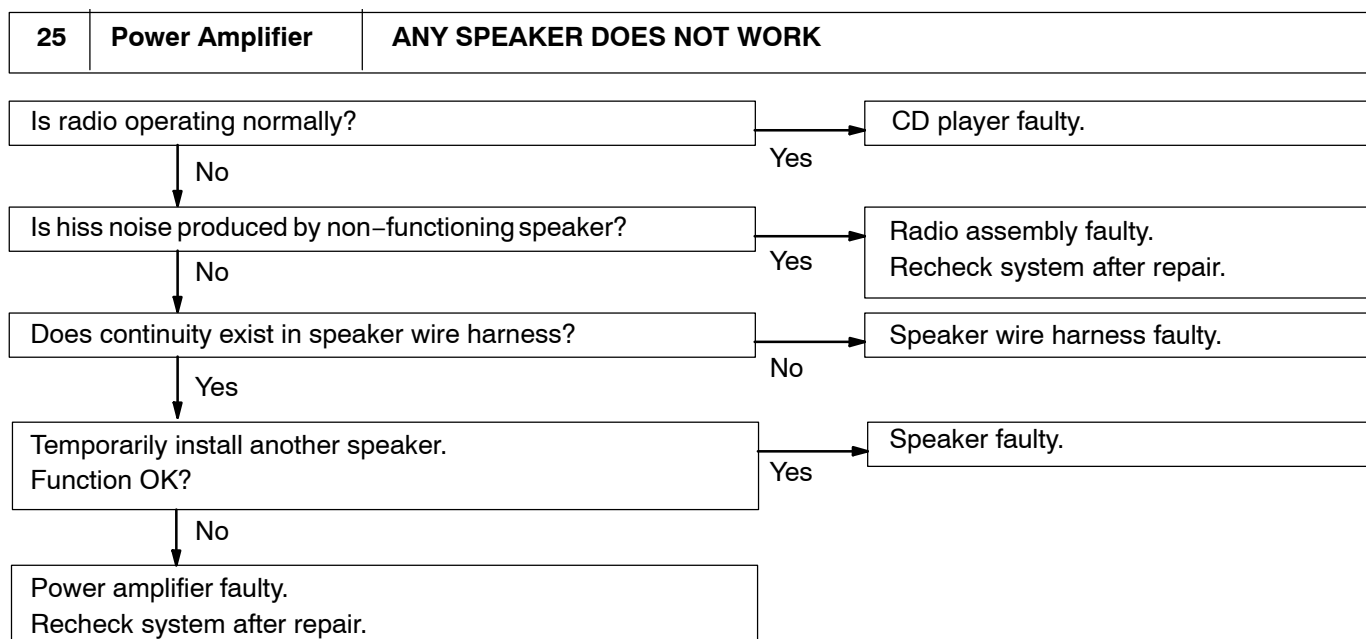 25 Power Amplifier ANY SPEAKER DOES NOT WORK
Is radio operating normally?
Yes
CD player faulty.
No
Is hiss noise produced by non−functioning speaker?
Yes
Radio assembly faulty.
Recheck system after repair.
No
Does continuity exist in speaker wire harness?
No
Speaker wire harness faulty.
Yes
Temporarily install another speaker.
Function OK?
Yes
Speaker faulty.
No
Power amplifier faulty.
Recheck system after repair.